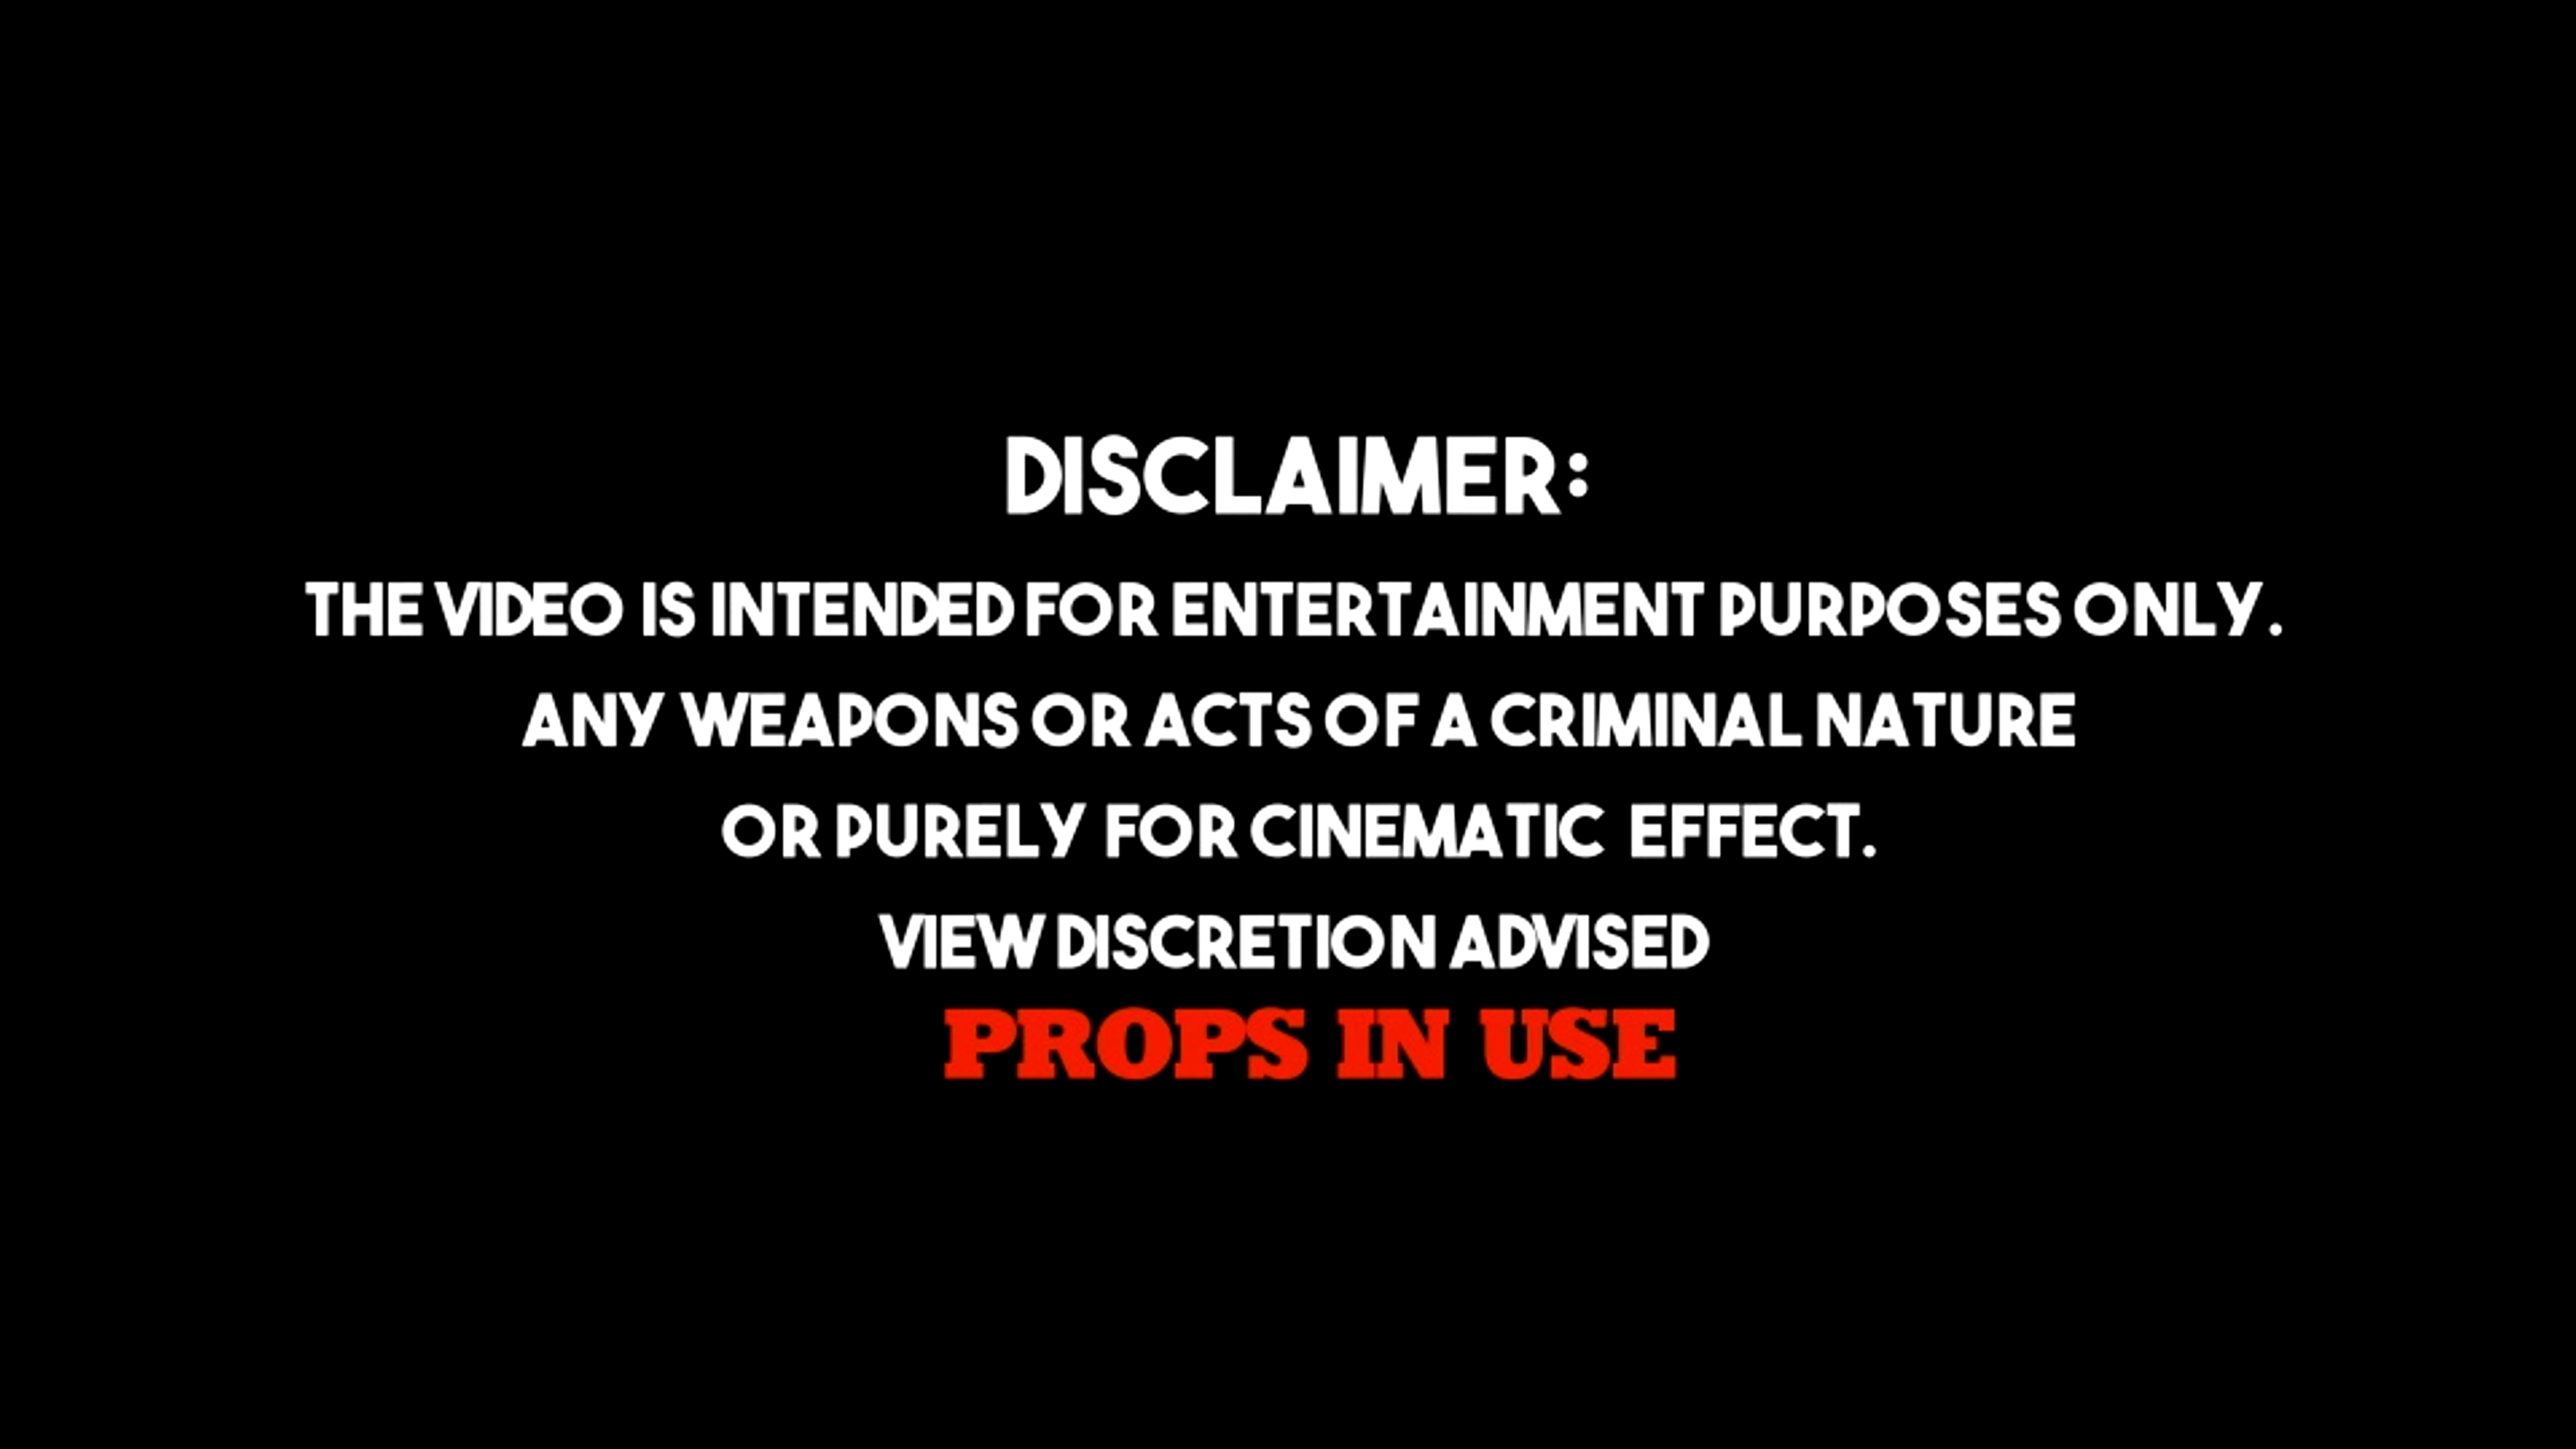 DISCLAIMER:
THE VIDEO IS INTENDED FOR ENTERTAINMENT PURPOSES ONLY.
ANY WEAPONS OR ACTS OF A CRIMINAL NATURE
OR PURELY FOR CINEMATIC EFFECT.
VIEW DISCRETION ADVISED
PROPS IN USE